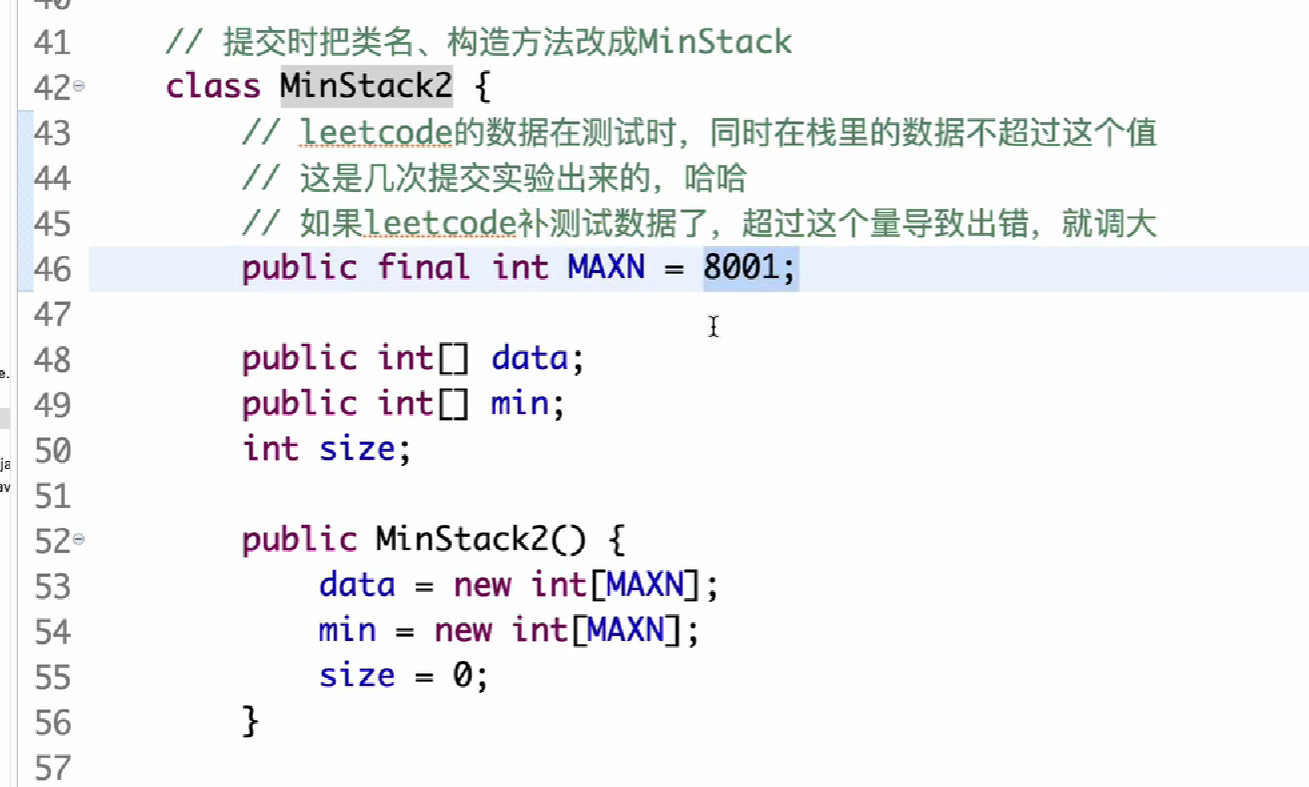 41 // 提交时把类名、构造方法改成MinStack
42 class MinStack2 {
43 // leetcode的数据在测试时，同时在栈里的数据不超过这个值
44 // 这是几次提交实验出来的，哈哈
45 // 如果leetcode补测试数据了，超过这个量导致出错，就调大
46 public final int MAXN = 8001;
47
48 public int[] data;
49 public int[] min;
50 int size;
51
52 public MinStack2() {
53 data = new int[MAXN];
54 min = new int[MAXN];
55 size = 0;
56 }
57